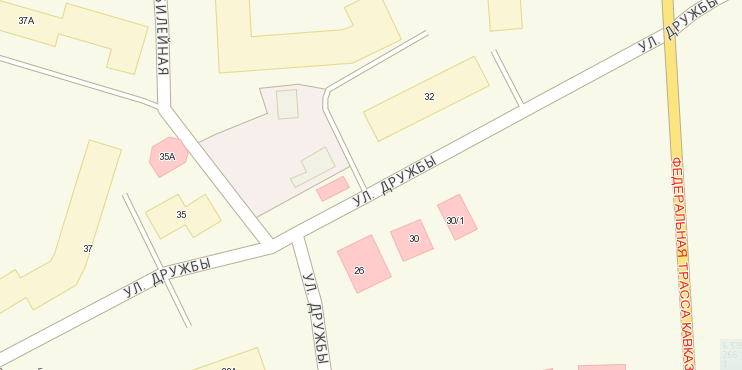 37А
БИЛЕЙНАЯ
УЛ. ДРУЖБЫ
32
35А
УЛ. ДРУЖБЫ
ФЕДЕРАЛЬНАЯ ТРАССА КАВКАЗ
35
30/1
30
37
26
УЛ. ДРУЖБЫ
УЛ. ДРУЖБЫ